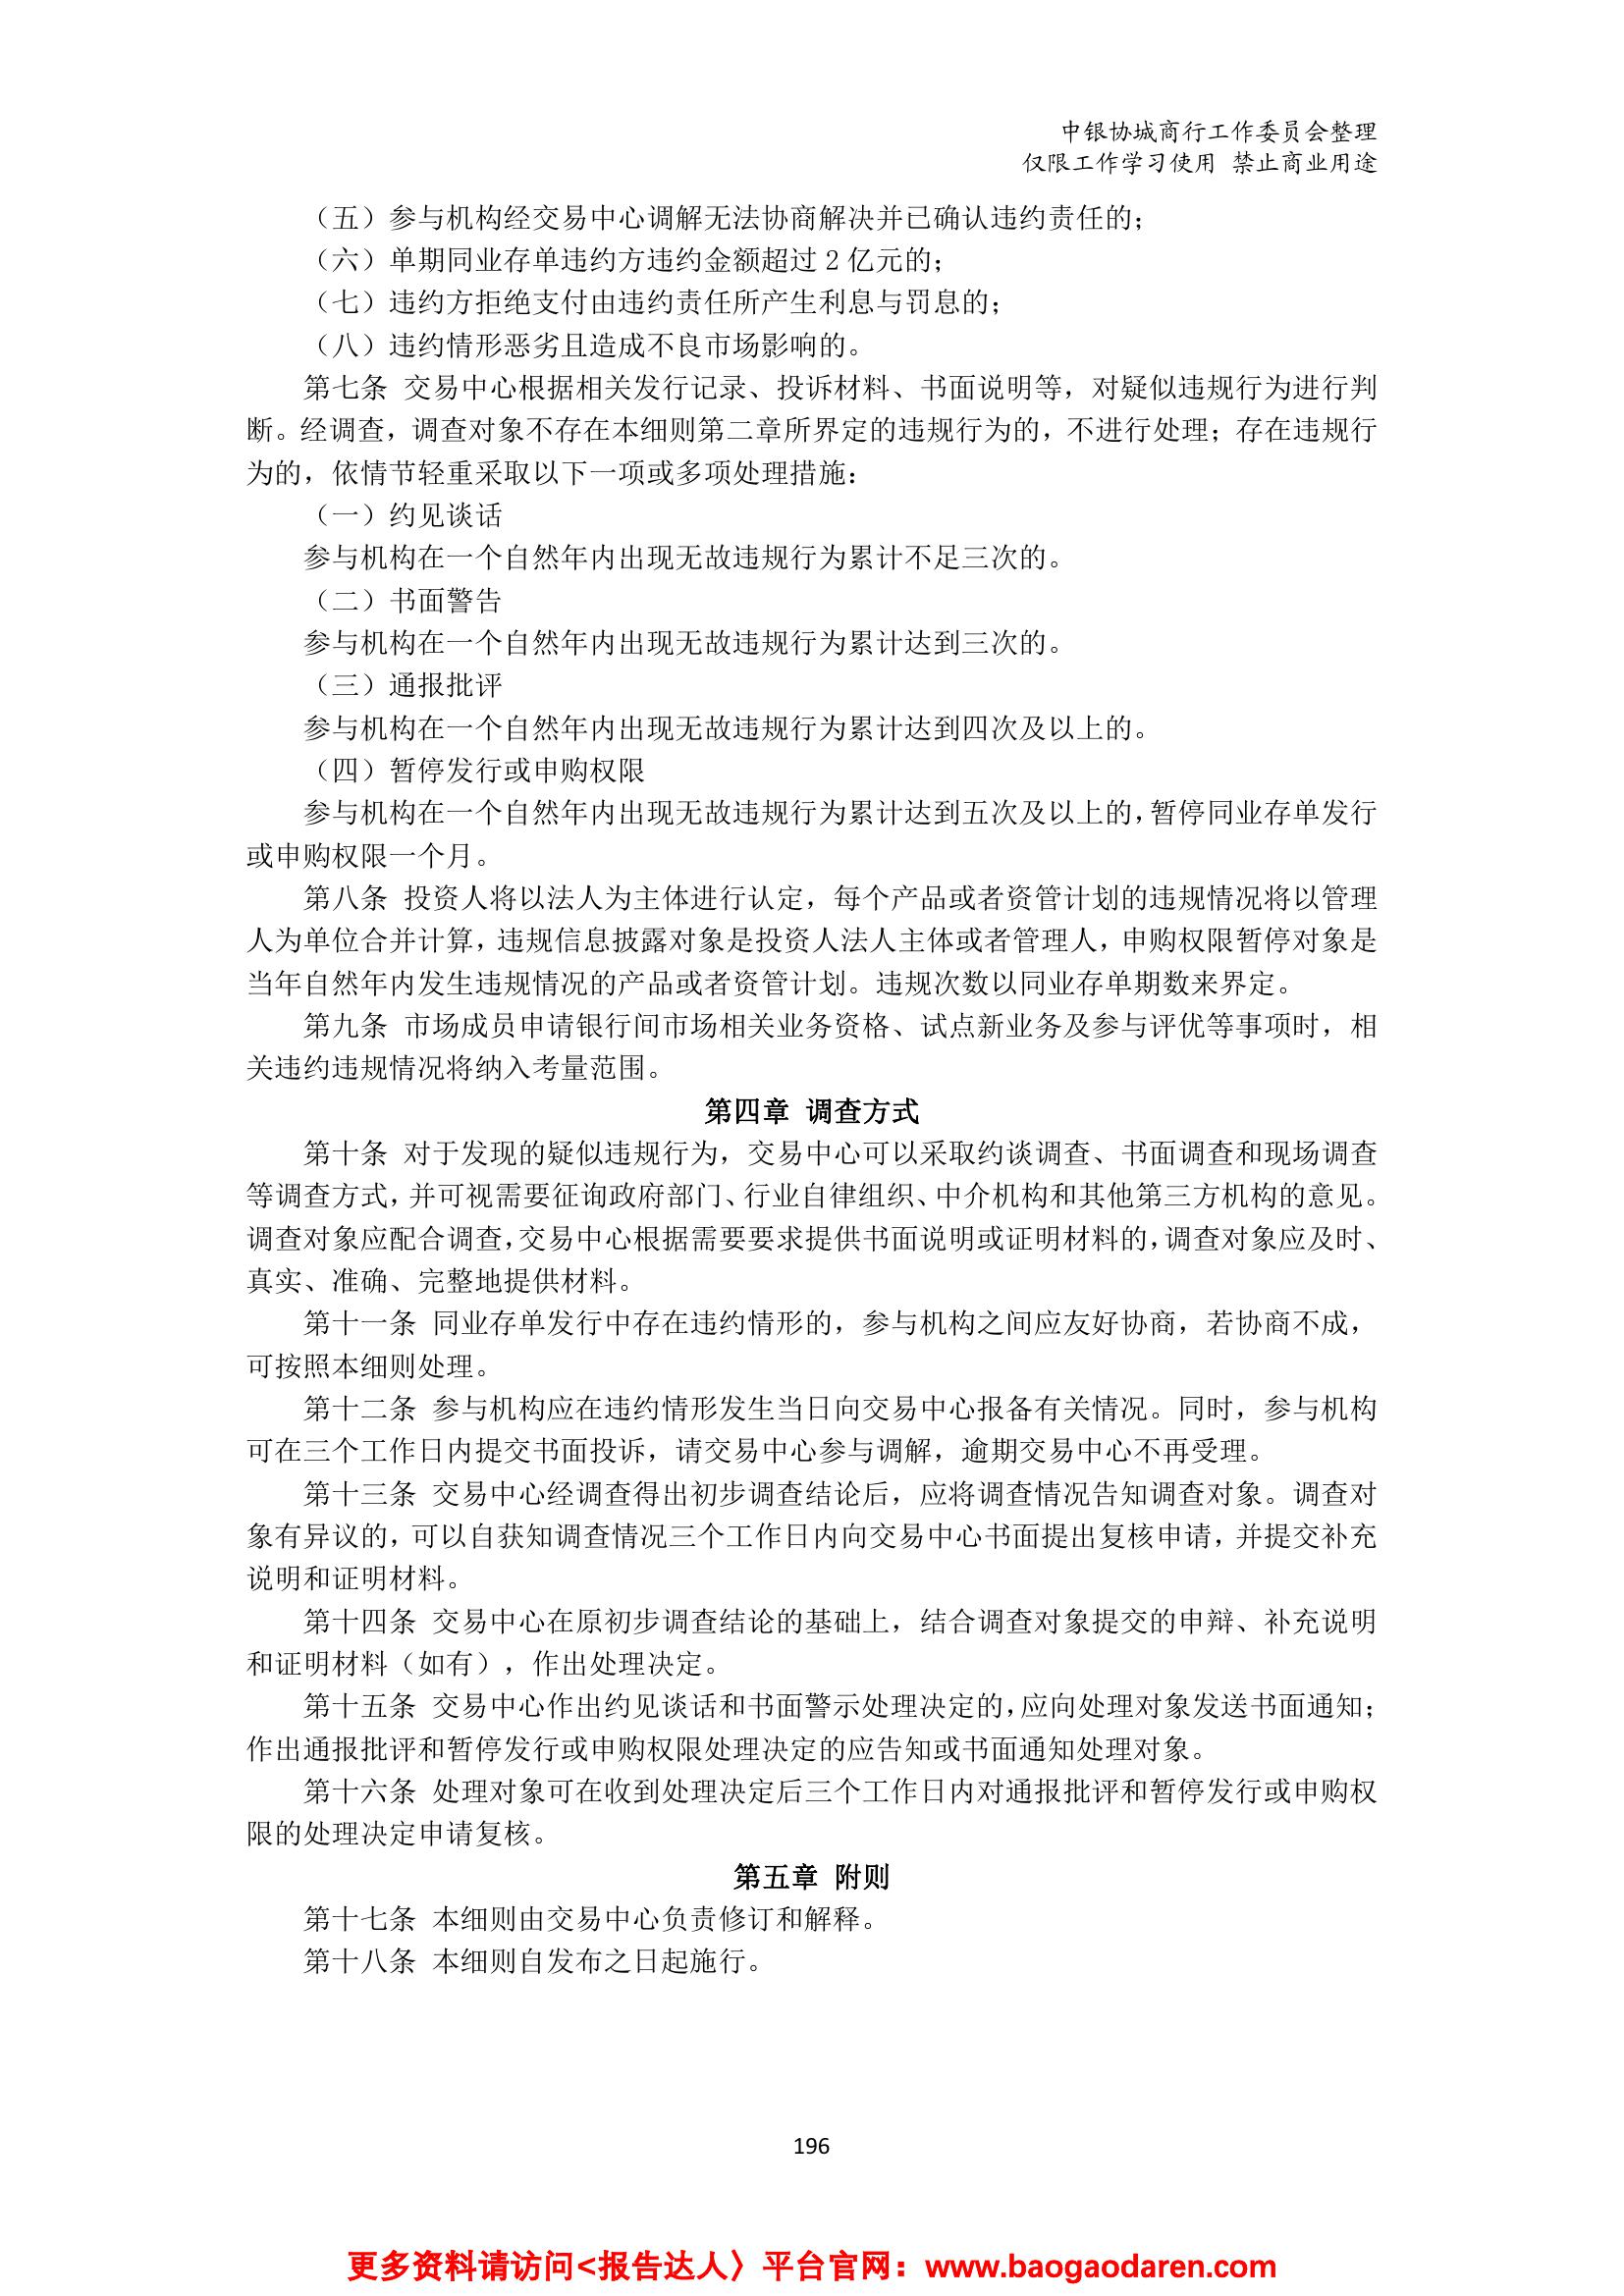 中银协城商行工作委员会整理
仅限工作学习使用 禁止商业用途
（五）参与机构经交易中心调解无法协商解决并已确认违约责任的；
（六）单期同业存单违约方违约金额超过 2 亿元的；
（七）违约方拒绝支付由违约责任所产生利息与罚息的；
（八）违约情形恶劣且造成不良市场影响的。
第七条 交易中心根据相关发行记录、投诉材料、书面说明等，对疑似违规行为进行判
断。经调查，调查对象不存在本细则第二章所界定的违规行为的，不进行处理；存在违规行
为的，依情节轻重采取以下一项或多项处理措施：
（一）约见谈话
参与机构在一个自然年内出现无故违规行为累计不足三次的。
（二）书面警告
参与机构在一个自然年内出现无故违规行为累计达到三次的。
（三）通报批评
参与机构在一个自然年内出现无故违规行为累计达到四次及以上的。
（四）暂停发行或申购权限
参与机构在一个自然年内出现无故违规行为累计达到五次及以上的，暂停同业存单发行
或申购权限一个月。
第八条 投资人将以法人为主体进行认定，每个产品或者资管计划的违规情况将以管理
人为单位合并计算，违规信息披露对象是投资人法人主体或者管理人，申购权限暂停对象是
当年自然年内发生违规情况的产品或者资管计划。违规次数以同业存单期数来界定。
第九条 市场成员申请银行间市场相关业务资格、试点新业务及参与评优等事项时，相
关违约违规情况将纳入考量范围。
第四章 调查方式
第十条 对于发现的疑似违规行为，交易中心可以采取约谈调查、书面调查和现场调查
等调查方式，并可视需要征询政府部门、行业自律组织、中介机构和其他第三方机构的意见。
调查对象应配合调查，交易中心根据需要要求提供书面说明或证明材料的，调查对象应及时、
真实、准确、完整地提供材料。
第十一条 同业存单发行中存在违约情形的，参与机构之间应友好协商，若协商不成，
可按照本细则处理。
第十二条 参与机构应在违约情形发生当日向交易中心报备有关情况。同时，参与机构
可在三个工作日内提交书面投诉，请交易中心参与调解，逾期交易中心不再受理。
第十三条 交易中心经调查得出初步调查结论后，应将调查情况告知调查对象。调查对
象有异议的，可以自获知调查情况三个工作日内向交易中心书面提出复核申请，并提交补充
说明和证明材料。
第十四条 交易中心在原初步调查结论的基础上，结合调查对象提交的申辩、补充说明
和证明材料（如有），作出处理决定。
第十五条 交易中心作出约见谈话和书面警示处理决定的，应向处理对象发送书面通知；
作出通报批评和暂停发行或申购权限处理决定的应告知或书面通知处理对象。
第十六条 处理对象可在收到处理决定后三个工作日内对通报批评和暂停发行或申购权
限的处理决定申请复核。
第五章 附则
第十七条 本细则由交易中心负责修订和解释。
第十八条 本细则自发布之日起施行。
196
更多资料请访问<报告达人〉平台官网：www.baogaodaren.com